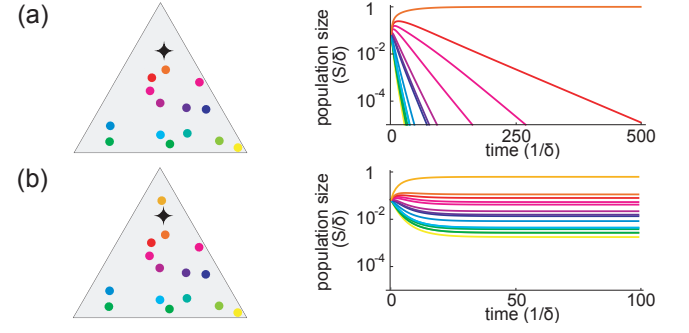 (a)
population size
(S/δ)
1
10⁻²
10⁻⁴
0
250
500
time (1/δ)
(b)
population size
(S/δ)
1
10⁻²
10⁻⁴
0
50
100
time (1/δ)